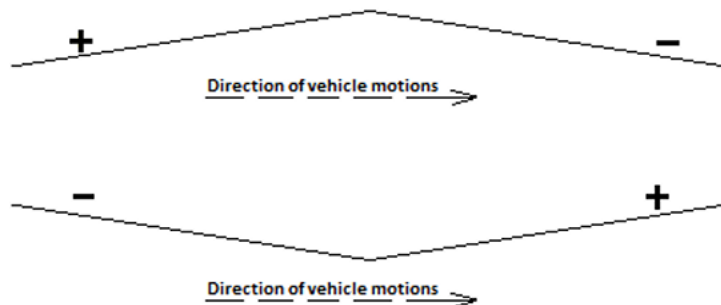 + −
Direction of vehicle motions
− +
Direction of vehicle motions